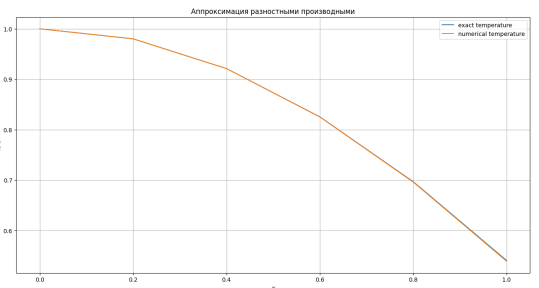 Аппроксимация разностными производными
exact temperature
numerical temperature
1.0
0.9
0.8
0.7
0.6
0.0 0.2 0.4 0.6 0.8 1.0